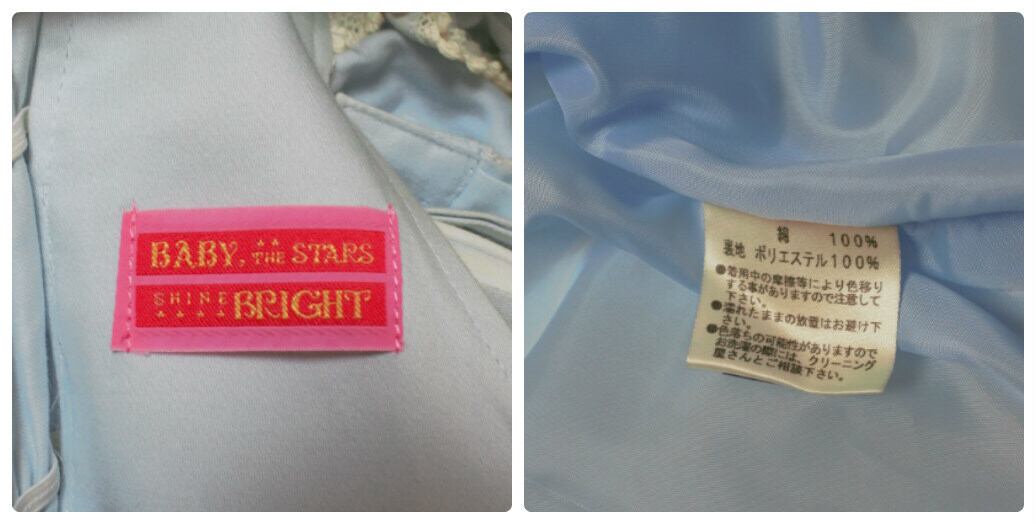 BABY, THE STARS
SHINE BRIGHT
綿 100%
裏地 ポリエステル100%
●着用中の摩擦等により色移り
する事がありますので注意して
下さい。
●濡れたままの放置はお避け下
さい。
●色落ちの可能性がありますので
お洗濯の際には、クリーニング
屋さんとご相談下さい。